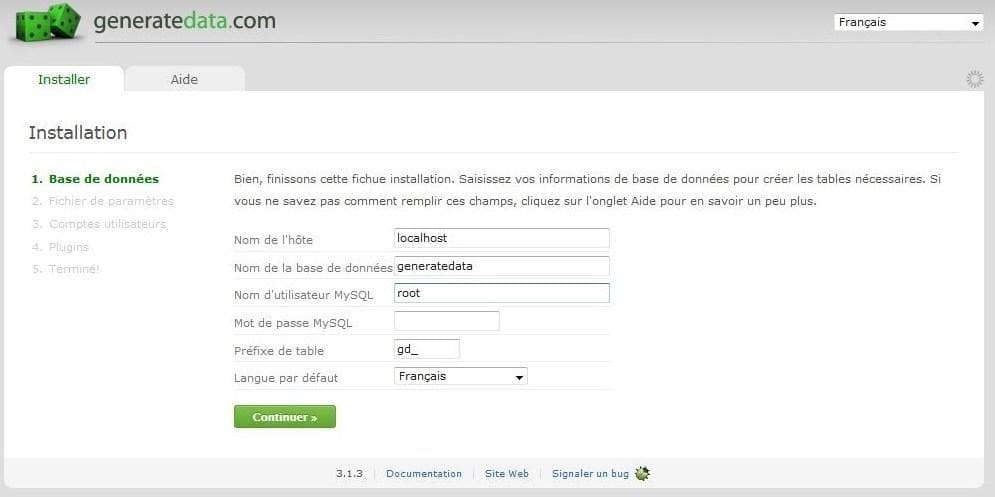 generatedata.com
Français
Installer
Aide
Installation
1. Base de données
2. Fichier de paramètres
3. Comptes utilisateurs
4. Plugins
5. Terminé!
Bien, finissons cette fichue installation. Saisissez vos informations de base de données pour créer les tables nécessaires. Si
vous ne savez pas comment remplir ces champs, cliquez sur l'onglet Aide pour en savoir un peu plus.
Nom de l'hôte localhost
Nom de la base de données generatedata
Nom d'utilisateur MySQL root
Mot de passe MySQL
Préfixe de table gd_
Langue par défaut Français
Continuer »
3.1.3 Documentation Site Web Signaler un bug